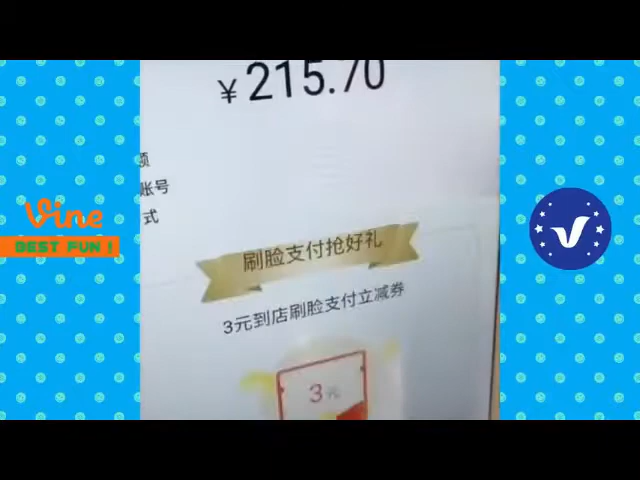 ¥215.70
额
账号
式
刷脸支付抢好礼
3元到店刷脸支付立减券
3元
Vine
BEST FUN !
V